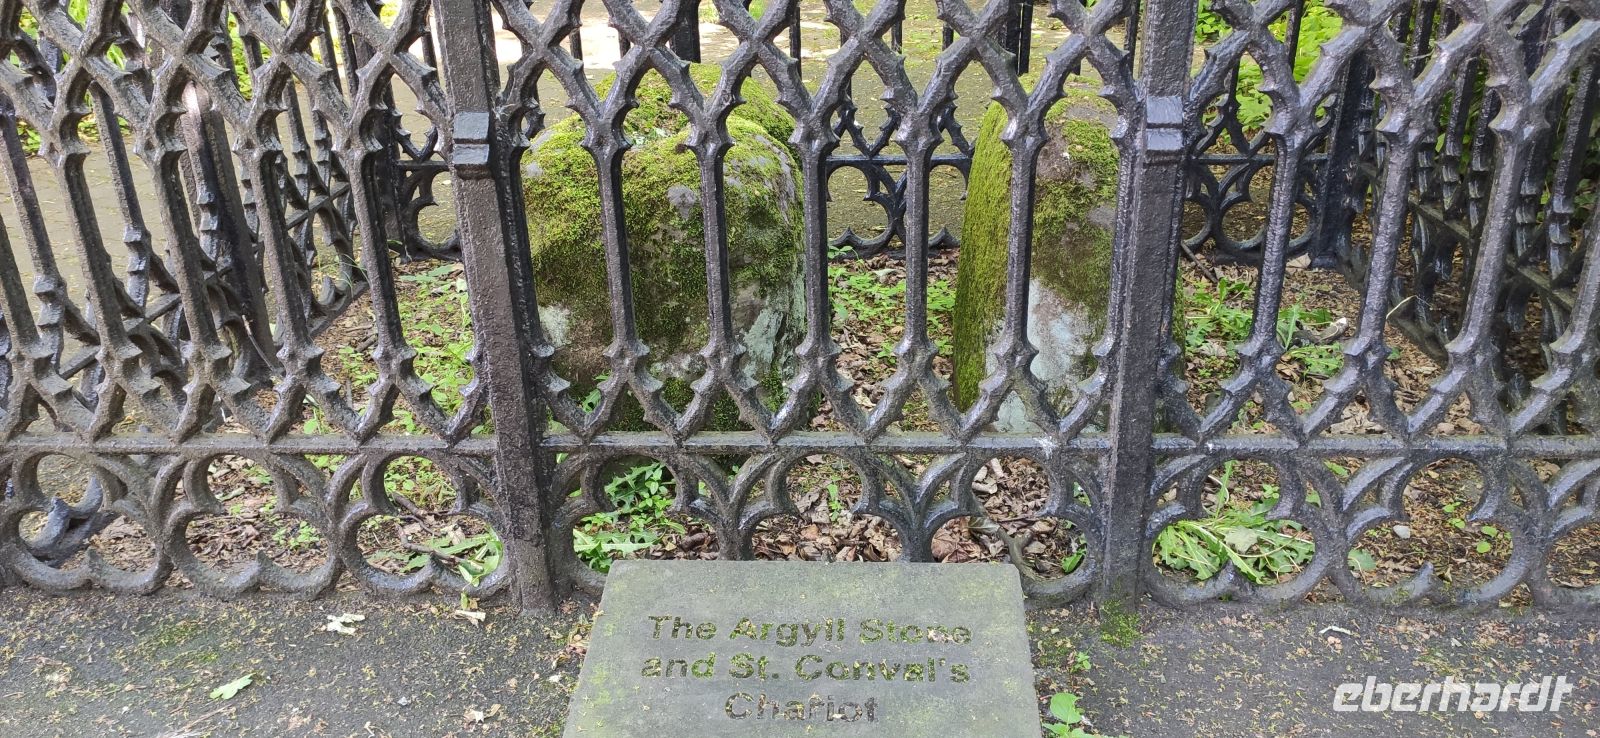 The Argyll Stone
and St. Conval's
Chariot
eberhardt